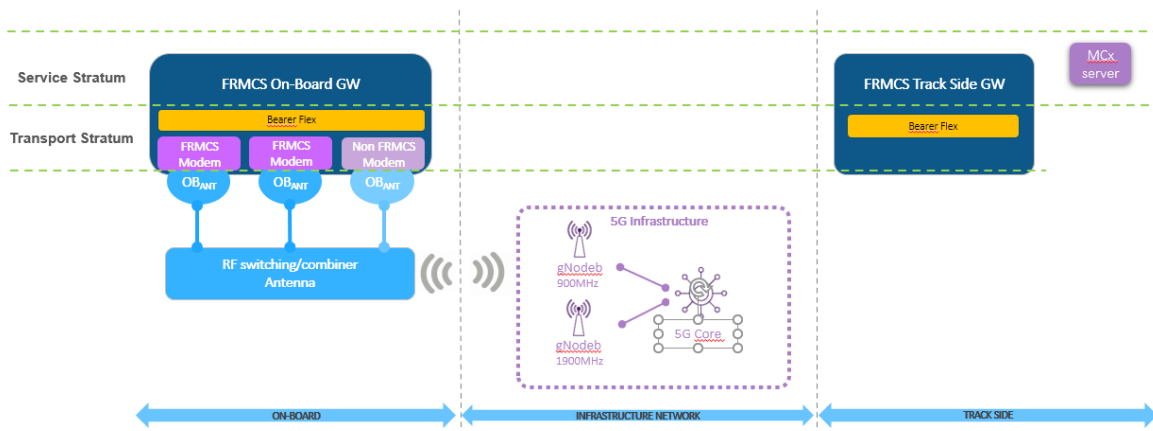 Service Stratum
Transport Stratum
FRMCS On-Board GW
Bearer Flex
FRMCS
Modem
FRMCS
Modem
Non FRMCS
Modem
OBANT
OBANT
OBANT
RF switching/combiner
Antenna
5G Infrastructure
gNodeb
900MHz
gNodeb
1900MHz
5G Core
FRMCS Track Side GW
Bearer Flex
MCx
server
ON-BOARD
INFRASTRUCTURE NETWORK
TRACK SIDE